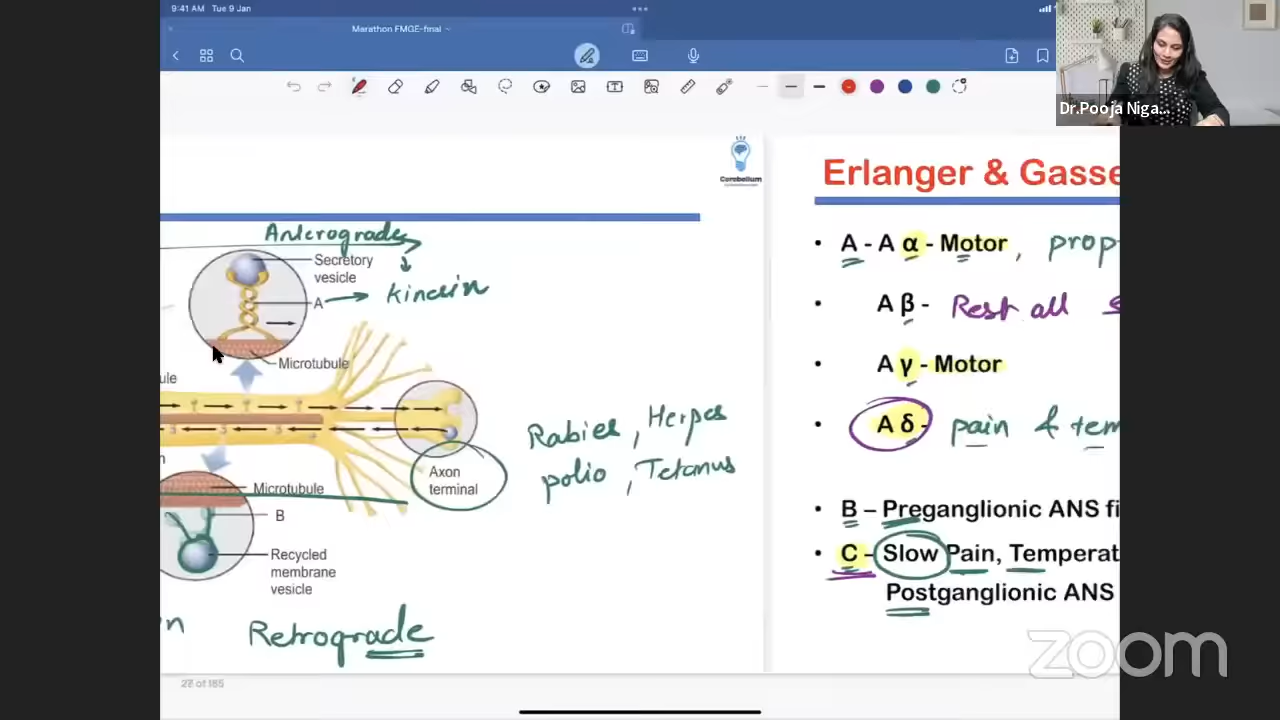 9:41 AM Tue 9 Jan
Marathon FMGE-final
Dr.Pooja Niga...
Cerebellum
Anterograde
Secretory
vesicle
A → kinesin
Microtubule
ule
Rabies, Herpes
polio, Tetanus
Axon
terminal
Microtubule
B
Recycled
membrane
vesicle
Retrograde
27 of 165
Erlanger & Gasse
• A - A α - Motor, prop
• A β - Rest all s
• A γ - Motor
• A δ - pain & tem
• B – Preganglionic ANS fi
• C - Slow Pain, Temperat
Postganglionic ANS
zoom